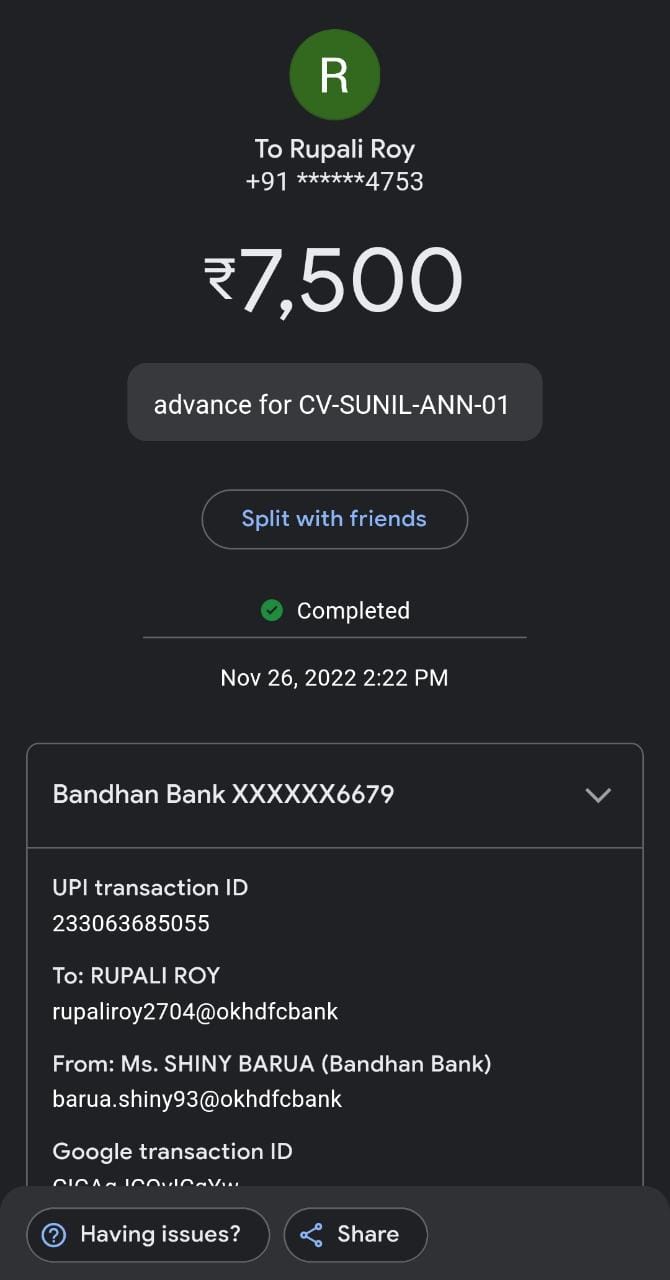 R
To Rupali Roy
+91 ******4753
₹7,500
advance for CV-SUNIL-ANN-01
Split with friends
Completed
Nov 26, 2022 2:22 PM
Bandhan Bank XXXXXX6679
UPI transaction ID
233063685055
To: RUPALI ROY
rupaliroy2704@okhdfcbank
From: Ms. SHINY BARUA (Bandhan Bank)
barua.shiny93@okhdfcbank
Google transaction ID
Having issues?
Share